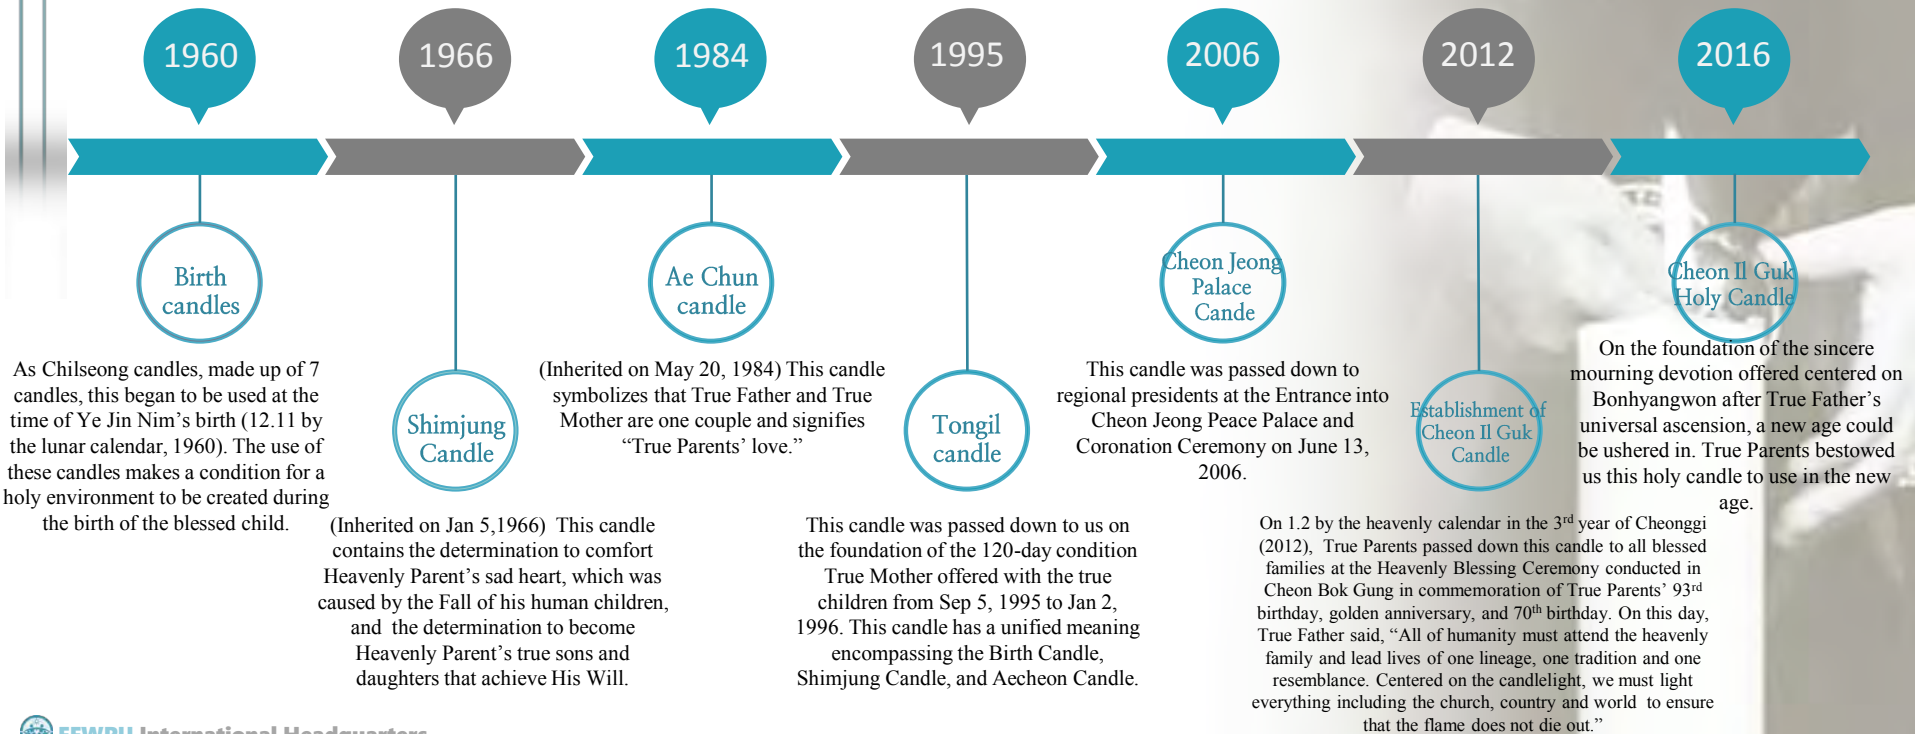 1960
1966
1984
1995
2006
2012
2016
Birth
candles
As Chilseong candles, made up of 7
candles, this began to be used at the
time of Ye Jin Nim’s birth (12.11 by
the lunar calendar, 1960). The use of
these candles makes a condition for a
holy environment to be created during
the birth of the blessed child.
Shimjung
Candle
(Inherited on Jan 5,1966) This candle
contains the determination to comfort
Heavenly Parent’s sad heart, which was
caused by the Fall of his human children,
and the determination to become
Heavenly Parent’s true sons and
daughters that achieve His Will.
Ae Chun
candle
(Inherited on May 20, 1984) This candle
symbolizes that True Father and True
Mother are one couple and signifies
“True Parents’ love.”
Tongil
candle
This candle was passed down to us on
the foundation of the 120-day condition
True Mother offered with the true
children from Sep 5, 1995 to Jan 2,
1996. This candle has a unified meaning
encompassing the Birth Candle,
Shimjung Candle, and Aecheon Candle.
Cheon Jeong
Palace
Cande
This candle was passed down to
regional presidents at the Entrance into
Cheon Jeong Peace Palace and
Coronation Ceremony on June 13,
2006.
Establishment of
Cheon Il Guk
Candle
On 1.2 by the heavenly calendar in the 3rd year of Cheonggi
(2012), True Parents passed down this candle to all blessed
families at the Heavenly Blessing Ceremony conducted in
Cheon Bok Gung in commemoration of True Parents’ 93rd
birthday, golden anniversary, and 70th birthday. On this day,
True Father said, “All of humanity must attend the heavenly
family and lead lives of one lineage, one tradition and one
resemblance. Centered on the candlelight, we must light
everything including the church, country and world to ensure
that the flame does not die out.”
Cheon Il Guk
Holy Candle
On the foundation of the sincere
mourning devotion offered centered on
Bonhyangwon after True Father’s
universal ascension, a new age could
be ushered in. True Parents bestowed
us this holy candle to use in the new
age.
FFWPU International Headquarters